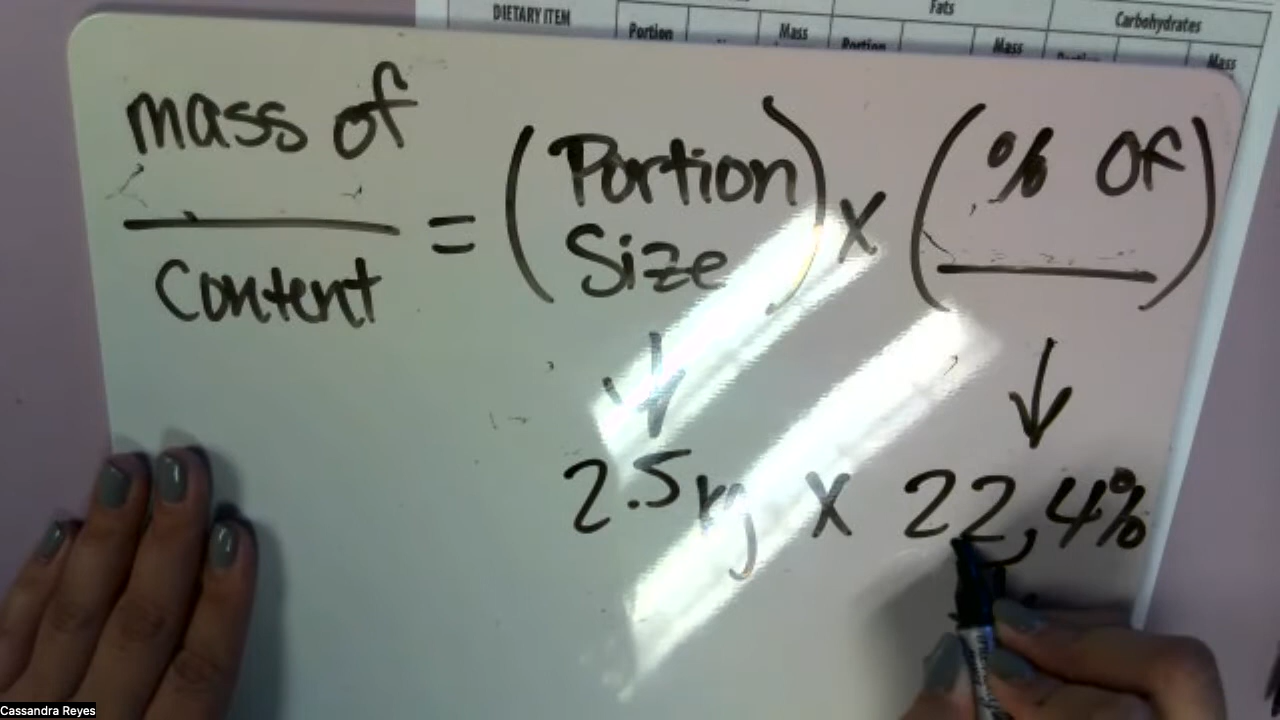 DIETARY ITEM
Fats
Carbohydrates
Portion
Mass
Portion
Mass
Mass
mass of
Content
=
(Portion Size)
x
(% of ___)
2.5 kg x 22,4%
Cassandra Reyes